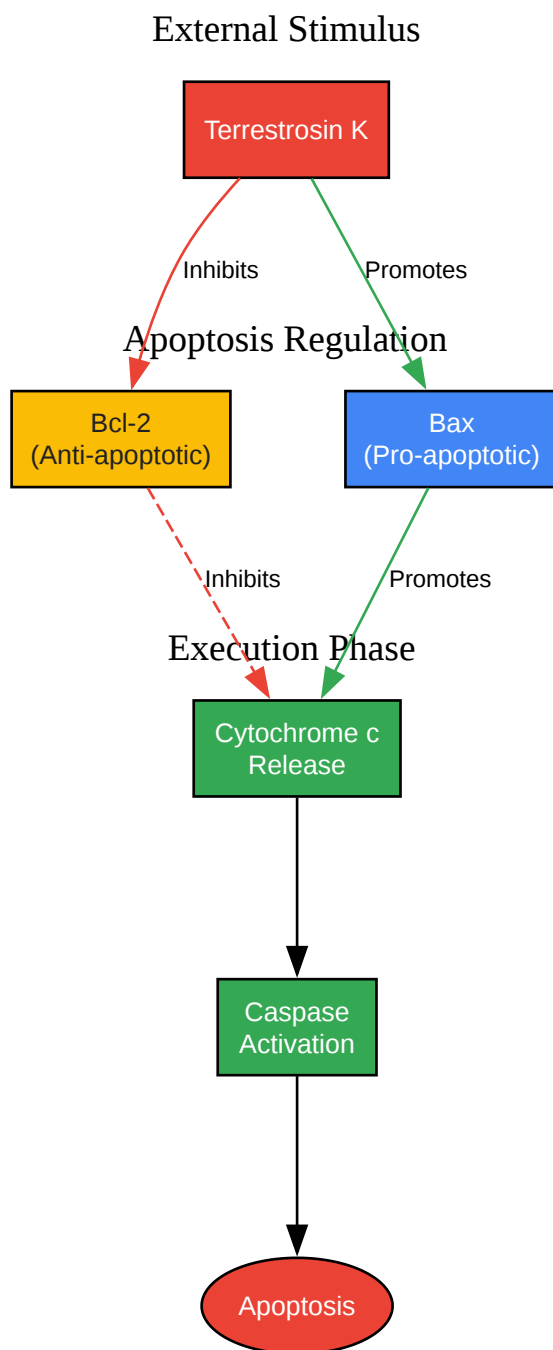 External Stimulus
Terrestrosin K
Inhibits
Promotes
Apoptosis Regulation
Bcl-2
(Anti-apoptotic)
Bax
(Pro-apoptotic)
Inhibits
Promotes
Execution Phase
Cytochrome c
Release
Caspase
Activation
Apoptosis